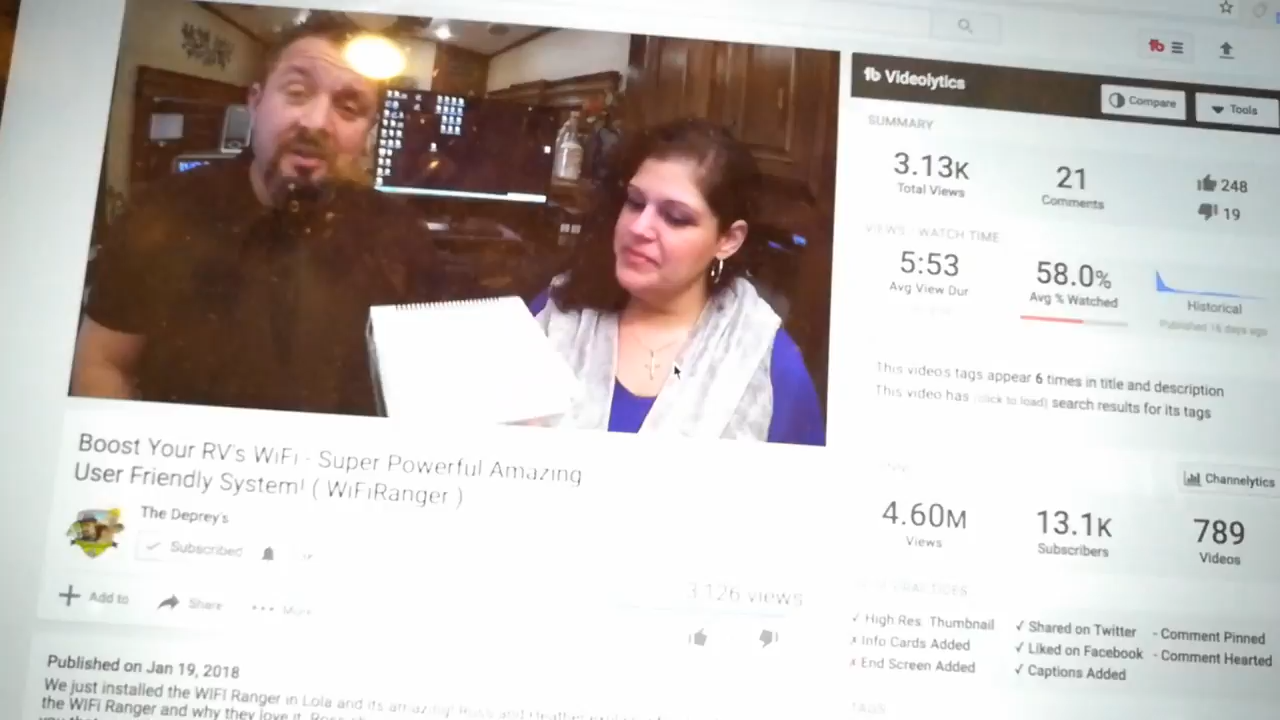 Boost Your RV's WiFi - Super Powerful Amazing
User Friendly System! ( WiFiRanger )
The Deprey's
Subscribed
Add to
Share
More
3,126 views
Published on Jan 19, 2018
We just installed the WIFI Ranger in Lola and its amazing! Russ and Heather
the WiFi Ranger and why they love it.
fb Videolytics
Compare
Tools
SUMMARY
3.13K
Total Views
21
Comments
248
19
VIEWS / WATCH TIME
5:53
Avg View Dur
58.0%
Avg % Watched
Historical
Published 16 days ago
This videos tags appear 6 times in title and description
This video has (click to load) search results for its tags
Channelytics
4.60M
Views
13.1K
Subscribers
789
Videos
PRACTICES
✓ High Res. Thumbnail
✓ Shared on Twitter
- Comment Pinned
x Info Cards Added
✓ Liked on Facebook
- Comment Hearted
x End Screen Added
✓ Captions Added
TAGS